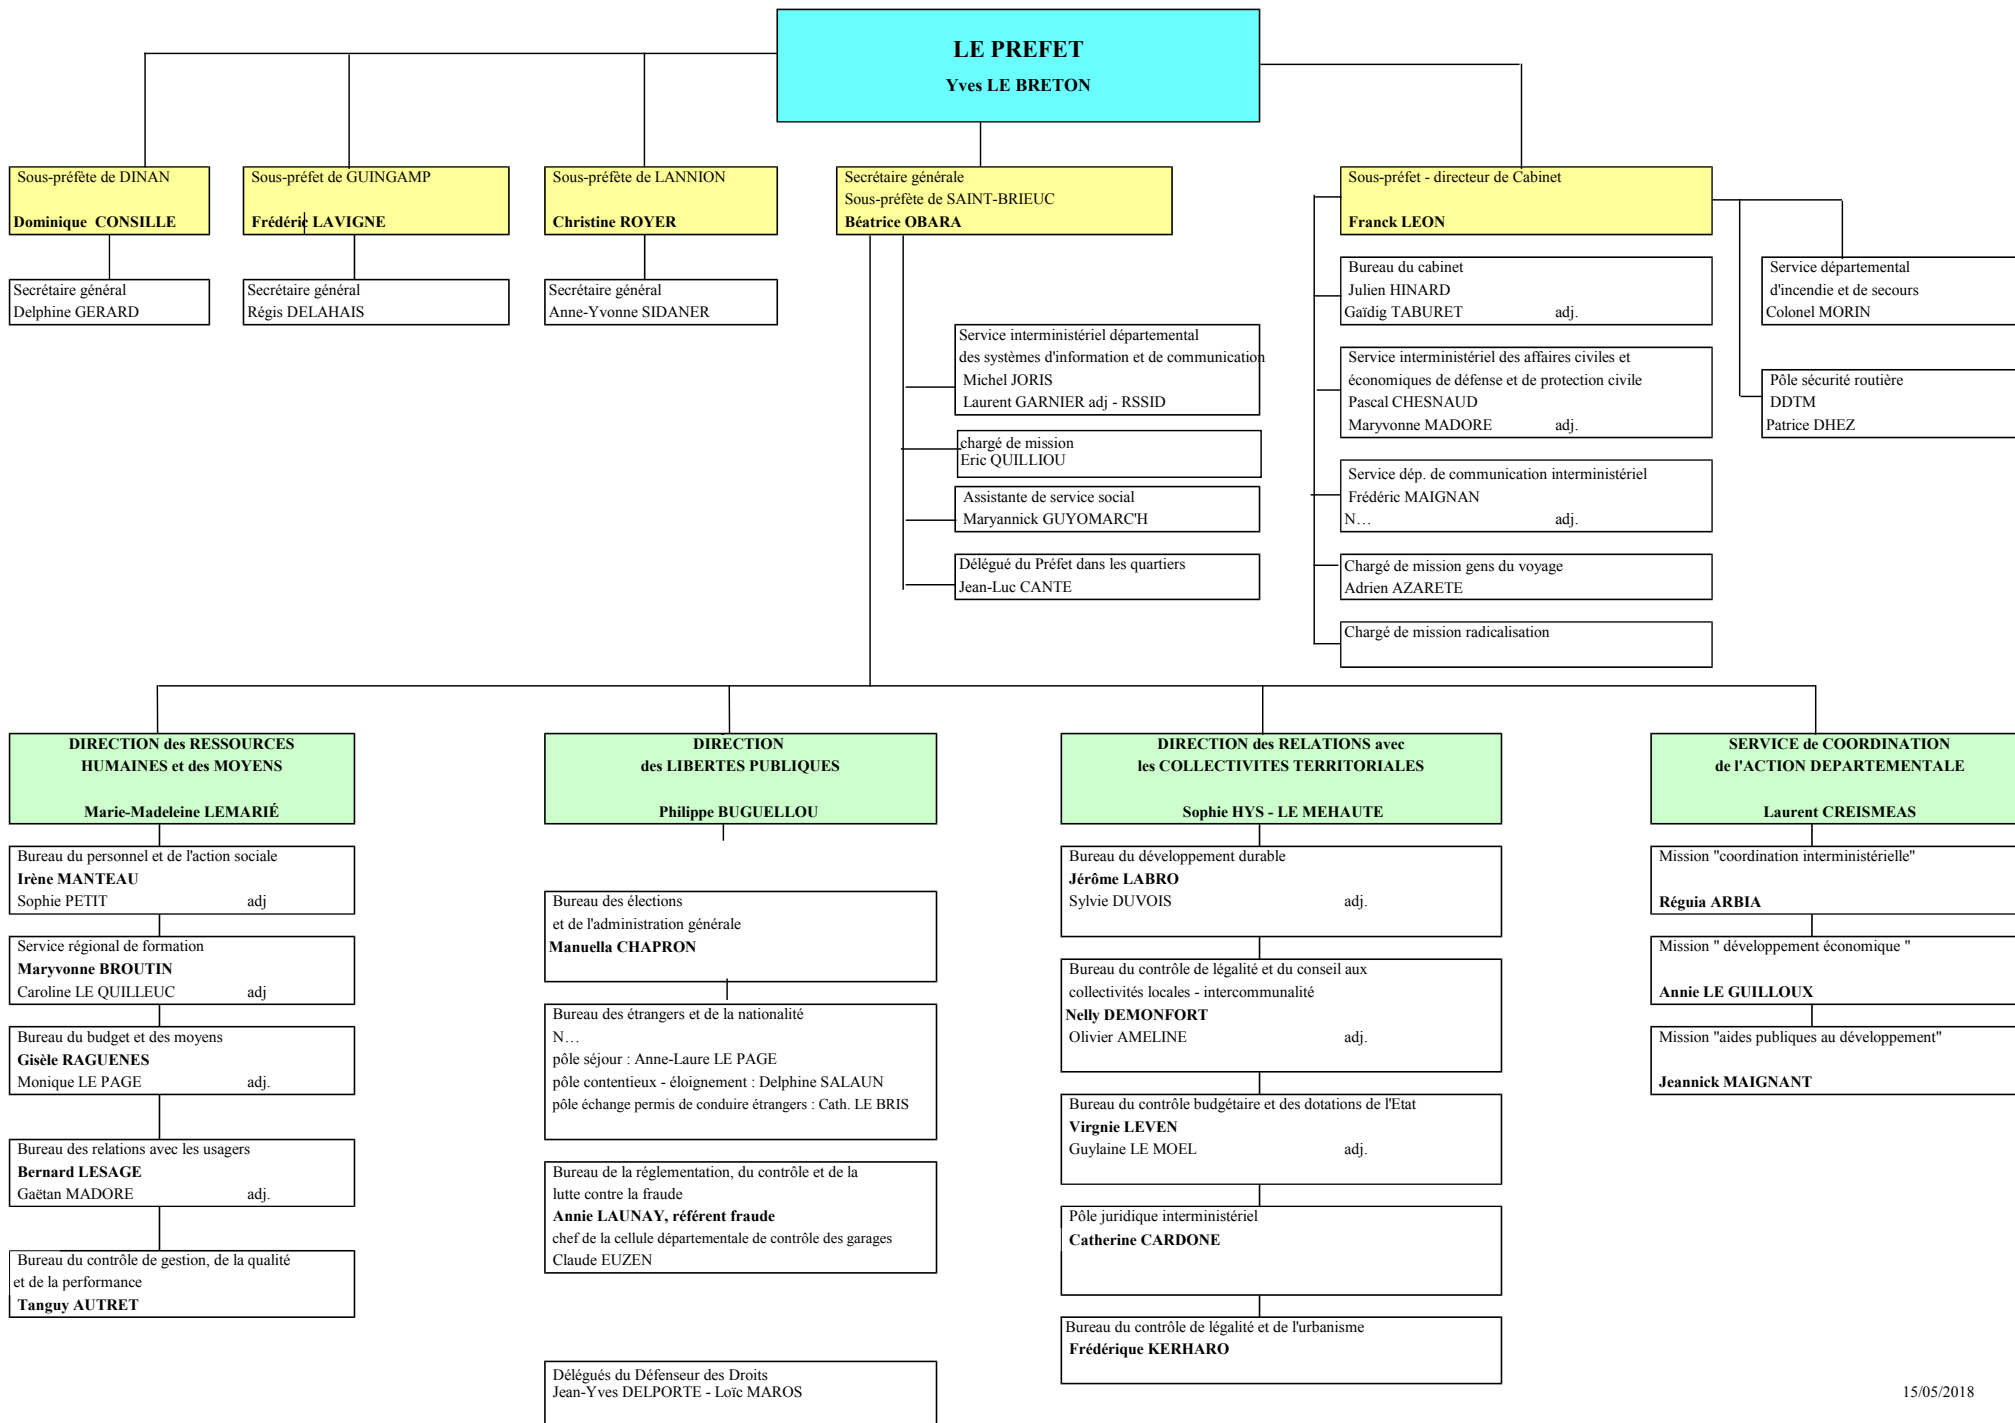 LE PREFET
Yves LE BRETON
Sous-préfète de DINAN
Dominique CONSILLE
Sous-préfet de GUINGAMP
Frédéric LAVIGNE
Sous-préfète de LANNION
Christine ROYER
Secrétaire générale
Sous-préfète de SAINT-BRIEUC
Béatrice OBARA
Sous-préfet - directeur de Cabinet
Franck LEON
Secrétaire général
Delphine GERARD
Secrétaire général
Régis DELAHAIS
Secrétaire général
Anne-Yvonne SIDANER
Service interministériel départemental
des systèmes d'information et de communication
Michel JORIS
Laurent GARNIER adj - RSSID
chargé de mission
Eric QUILLIOU
Assistante de service social
Maryannick GUYOMARC'H
Délégué du Préfet dans les quartiers
Jean-Luc CANTE
Bureau du cabinet
Julien HINARD
Gaïdig TABURET adj.
Service interministériel des affaires civiles et
économiques de défense et de protection civile
Pascal CHESNAUD
Maryvonne MADORE adj.
Service dép. de communication interministériel
Frédéric MAIGNAN
N… adj.
Chargé de mission gens du voyage
Adrien AZARETE
Chargé de mission radicalisation
Service départemental
d'incendie et de secours
Colonel MORIN
Pôle sécurité routière
DDTM
Patrice DHEZ
DIRECTION des RESSOURCES
HUMAINES et des MOYENS
Marie-Madeleine LEMARIÉ
Bureau du personnel et de l'action sociale
Irène MANTEAU
Sophie PETIT adj
Service régional de formation
Maryvonne BROUTIN
Caroline LE QUILLEUC adj
Bureau du budget et des moyens
Gisèle RAGUENES
Monique LE PAGE adj.
Bureau des relations avec les usagers
Bernard LESAGE
Gaëtan MADORE adj.
Bureau du contrôle de gestion, de la qualité
et de la performance
Tanguy AUTRET
DIRECTION
des LIBERTES PUBLIQUES
Philippe BUGUELLOU
Bureau des élections
et de l'administration générale
Manuella CHAPRON
Bureau des étrangers et de la nationalité
N…
pôle séjour : Anne-Laure LE PAGE
pôle contentieux - éloignement : Delphine SALAUN
pôle échange permis de conduire étrangers : Cath. LE BRIS
Bureau de la réglementation, du contrôle et de la
lutte contre la fraude
Annie LAUNAY, référent fraude
chef de la cellule départementale de contrôle des garages
Claude EUZEN
Délégués du Défenseur des Droits
Jean-Yves DELPORTE - Loïc MAROS
DIRECTION des RELATIONS avec
les COLLECTIVITES TERRITORIALES
Sophie HYS - LE MEHAUTE
Bureau du développement durable
Jérôme LABRO
Sylvie DUVOIS adj.
Bureau du contrôle de légalité et du conseil aux
collectivités locales - intercommunalité
Nelly DEMONFORT
Olivier AMELINE adj.
Bureau du contrôle budgétaire et des dotations de l'Etat
Virgnie LEVEN
Guylaine LE MOEL adj.
Pôle juridique interministériel
Catherine CARDONE
Bureau du contrôle de légalité et de l'urbanisme
Frédérique KERHARO
SERVICE de COORDINATION
de l'ACTION DEPARTEMENTALE
Laurent CREISMEAS
Mission "coordination interministérielle"
Réguia ARBIA
Mission " développement économique "
Annie LE GUILLOUX
Mission "aides publiques au développement"
Jeannick MAIGNANT
15/05/2018